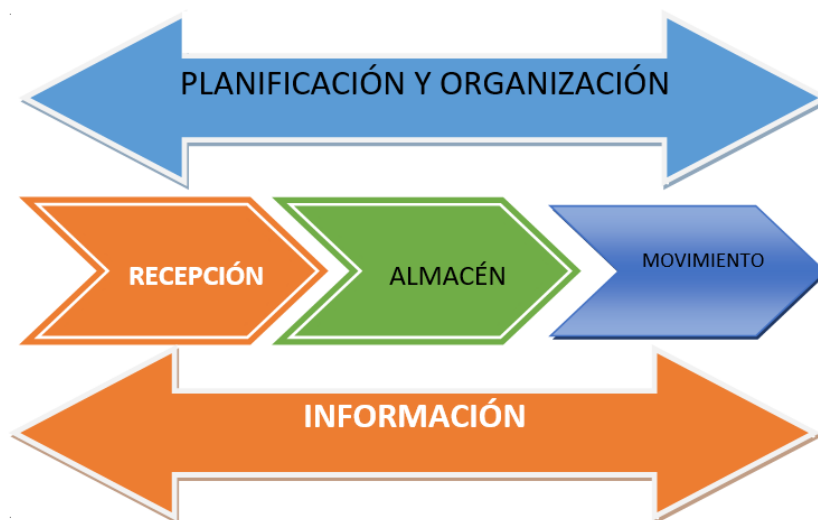 PLANIFICACIÓN Y ORGANIZACIÓN
RECEPCIÓN
ALMACÉN
MOVIMIENTO
INFORMACIÓN